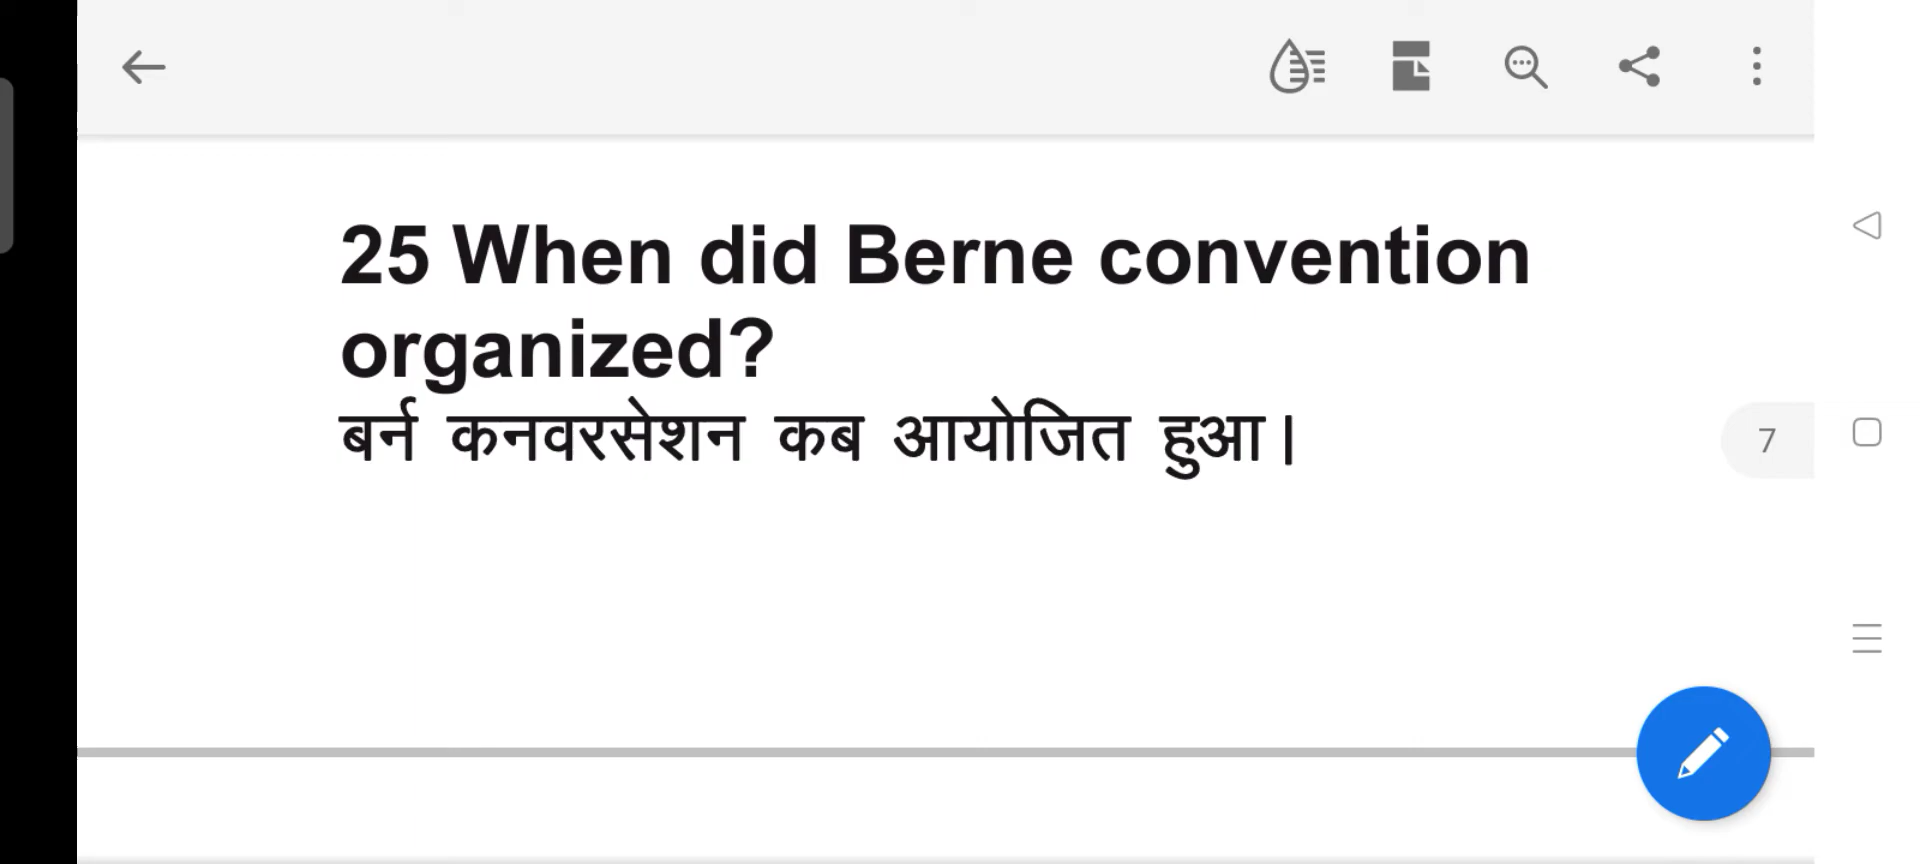 25 When did Berne convention
organized?
बर्न कनवरसेशन कब आयोजित हुआ।
7